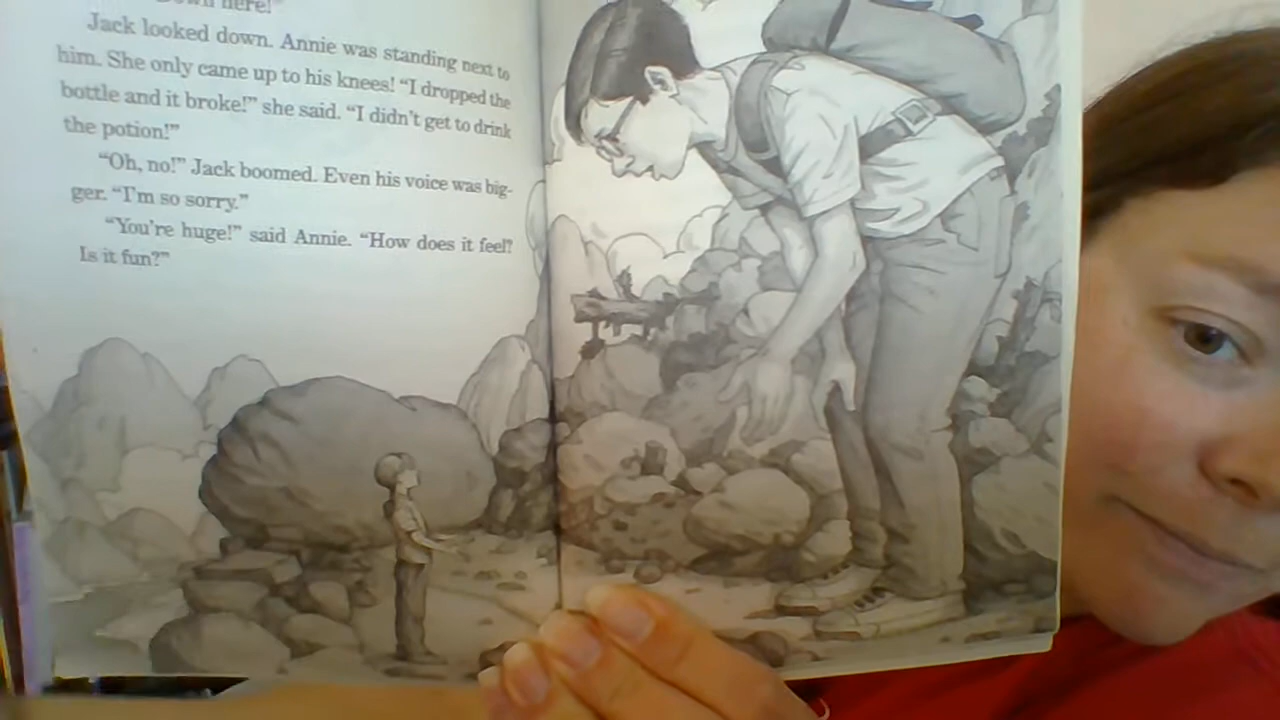 here!"
Jack looked down. Annie was standing next to
him. She only came up to his knees! "I dropped the
bottle and it broke!" she said. "I didn't get to drink
the potion!"
"Oh, no!" Jack boomed. Even his voice was big-
ger. "I'm so sorry."
"You're huge!" said Annie. "How does it feel?
Is it fun?"